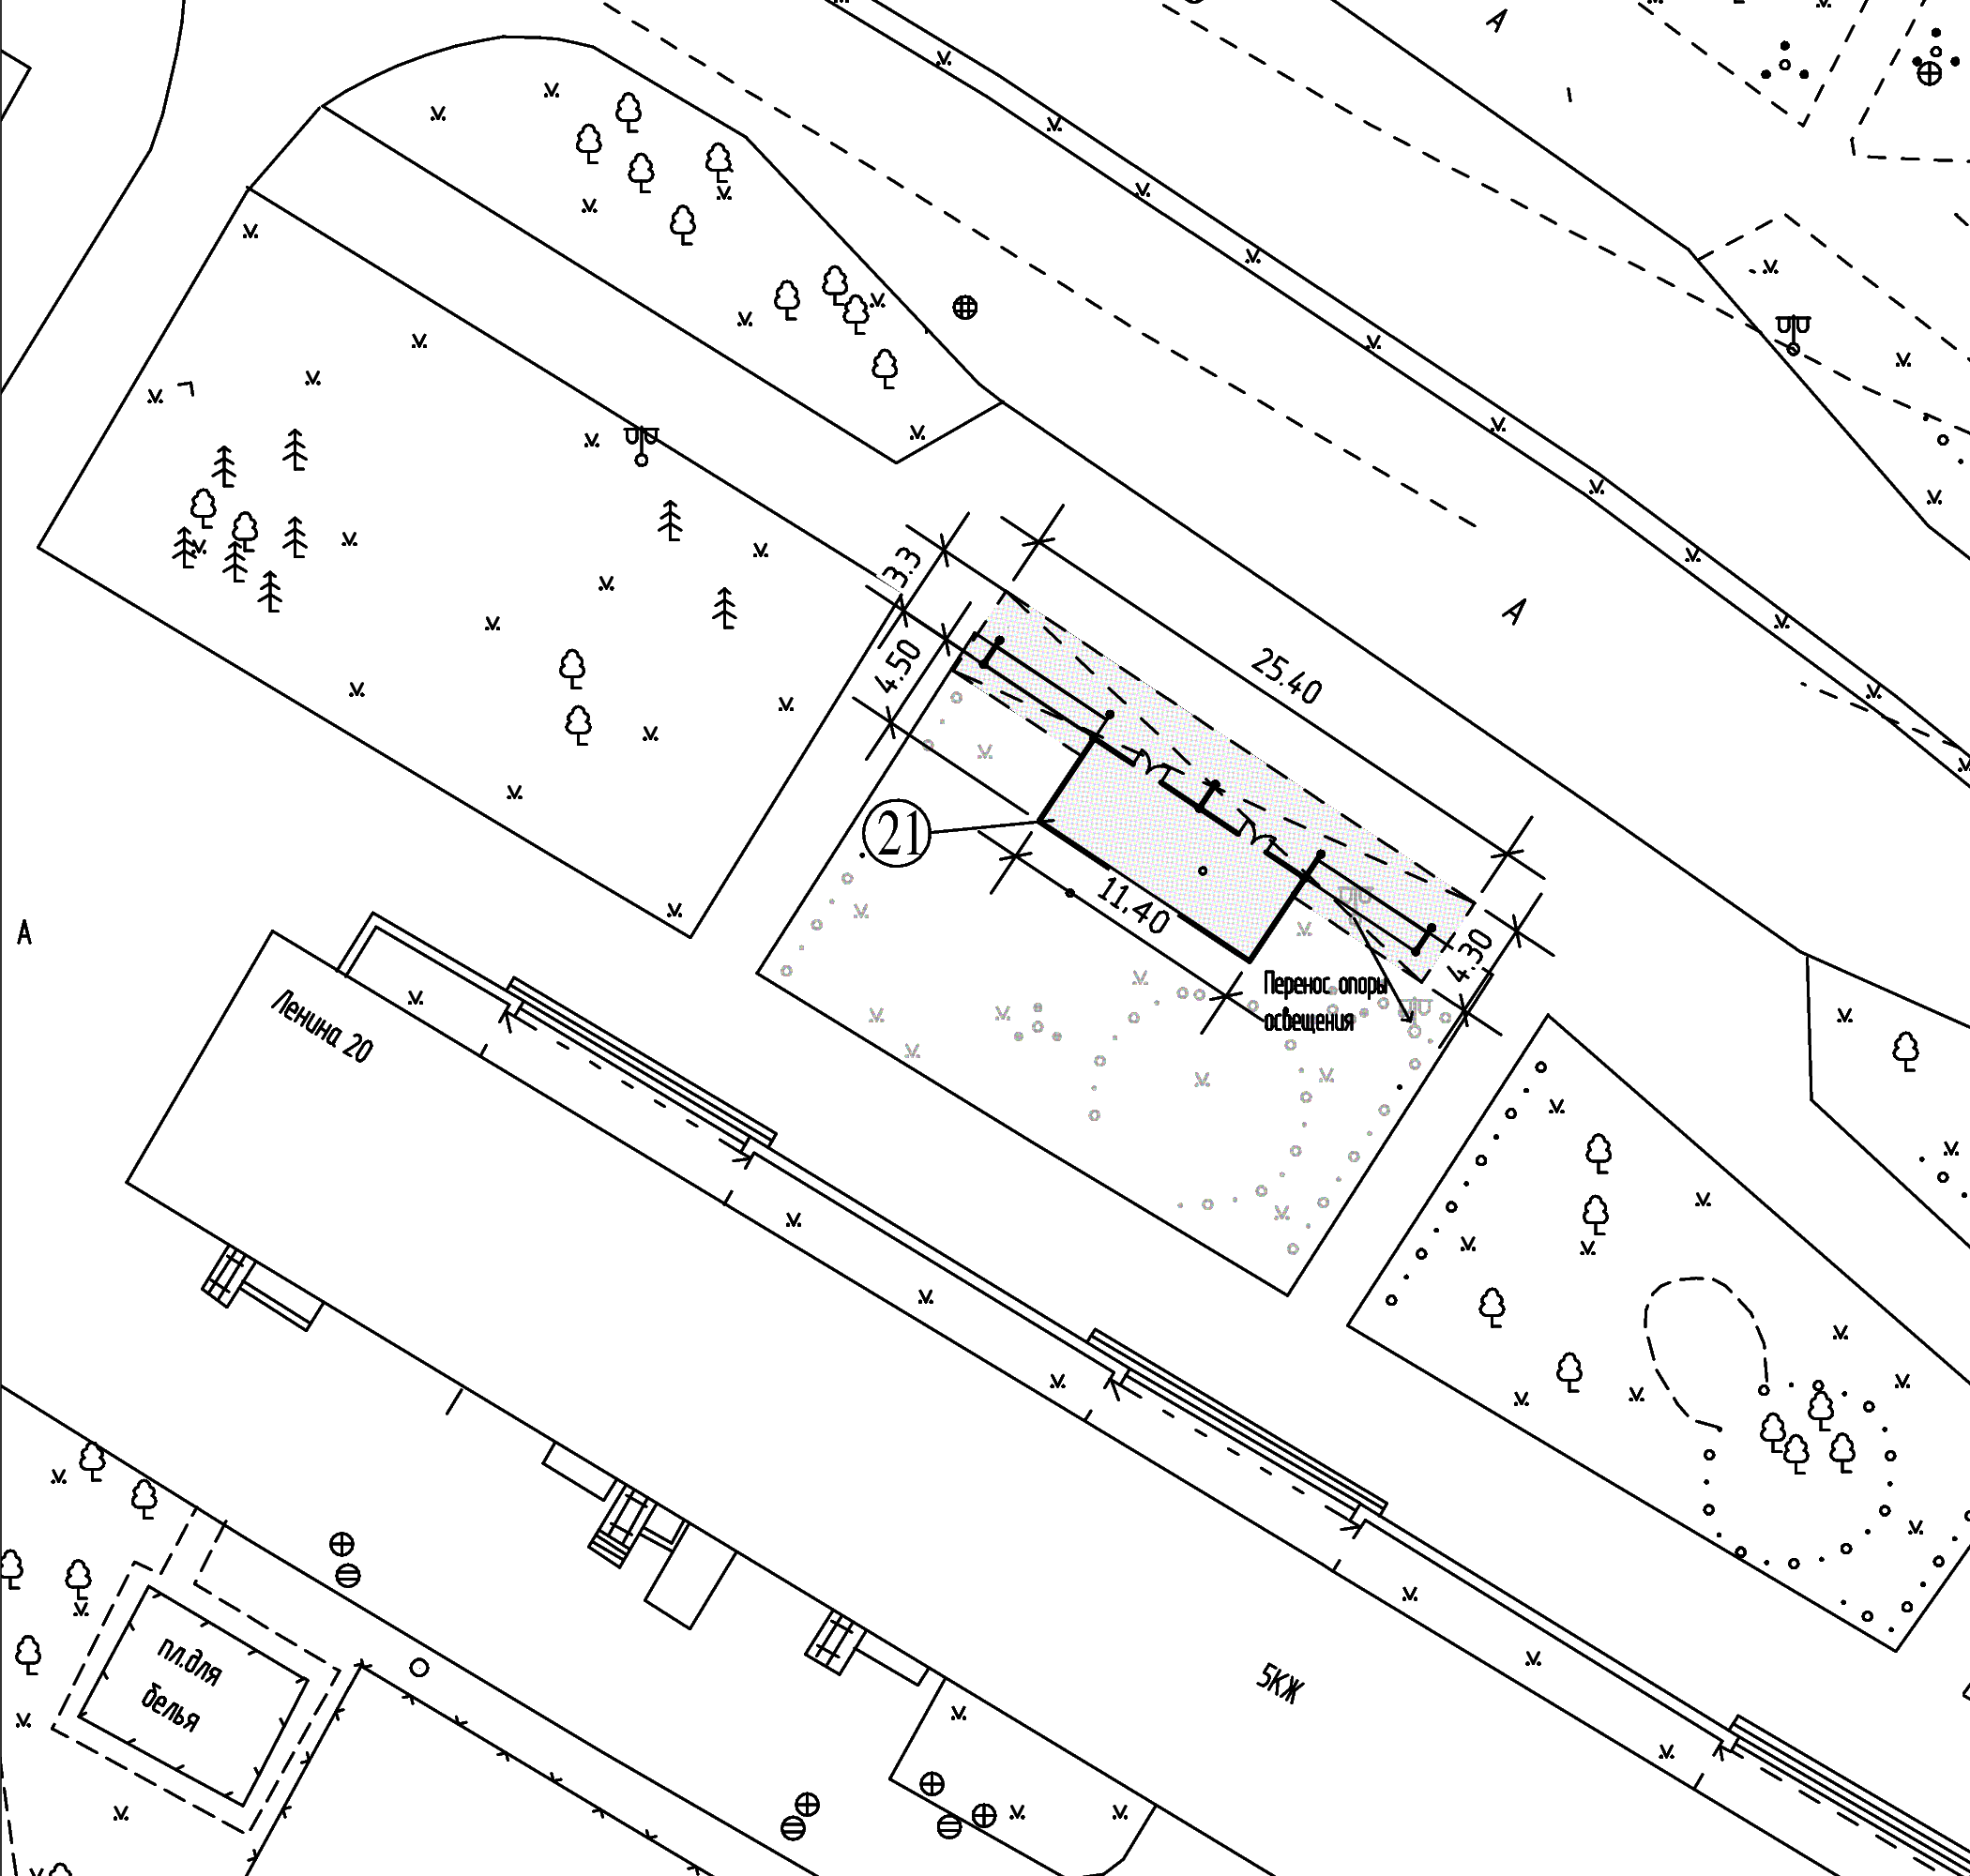 А
3.3
4.50
25.40
А
21
11.40
4.30
Перенос опоры
освещения
А
Ленина 20
пл.для
белья
5КЖ